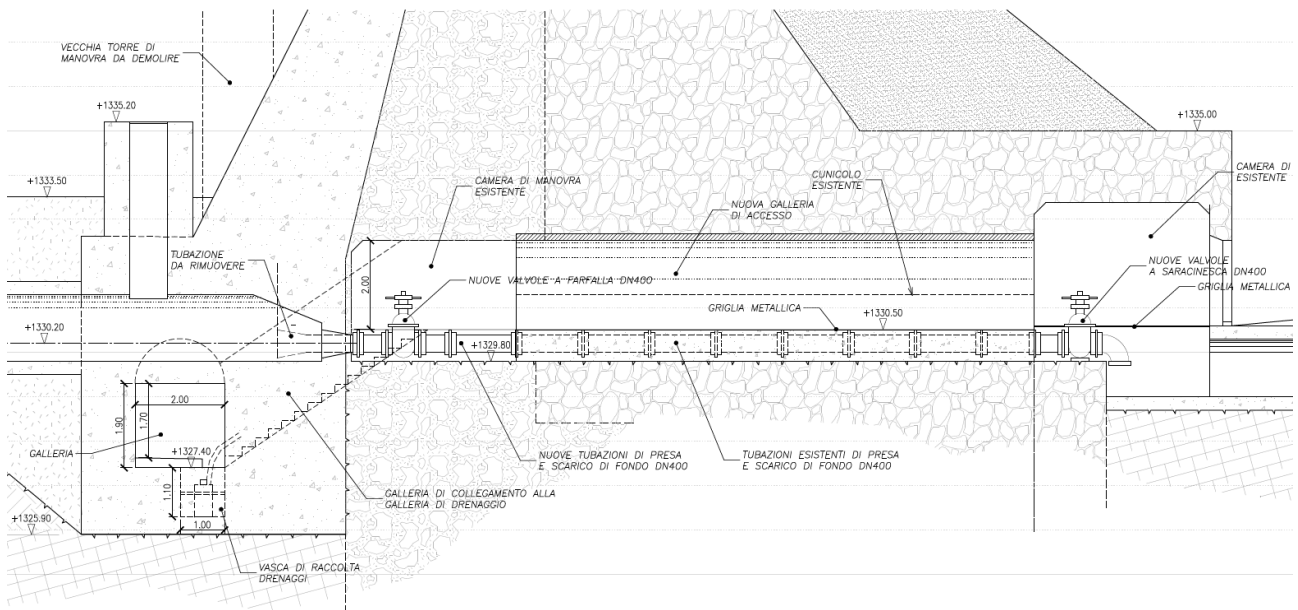 VECCHIA TORRE DI
MANOVRA DA DEMOLIRE
+1335.20
+1335.00
+1333.50
CAMERA DI MANOVRA
ESISTENTE
CUNICOLO
ESISTENTE
CAMERA DI
ESISTENTE
NUOVA GALLERIA
DI ACCESSO
TUBAZIONE
DA RIMUOVERE
2.00
NUOVE VALVOLE A FARFALLA DN400
NUOVE VALVOLE
A SARACINESCA DN400
GRIGLIA METALLICA
GRIGLIA METALLICA
+1330.20
+1330.50
+1329.80
2.00
1.90
1.70
GALLERIA
+1327.40
NUOVE TUBAZIONI DI PRESA
E SCARICO DI FONDO DN400
TUBAZIONI ESISTENTI DI PRESA
E SCARICO DI FONDO DN400
1.10
GALLERIA DI COLLEGAMENTO ALLA
GALLERIA DI DRENAGGIO
+1325.90
1.00
VASCA DI RACCOLTA
DRENAGGI